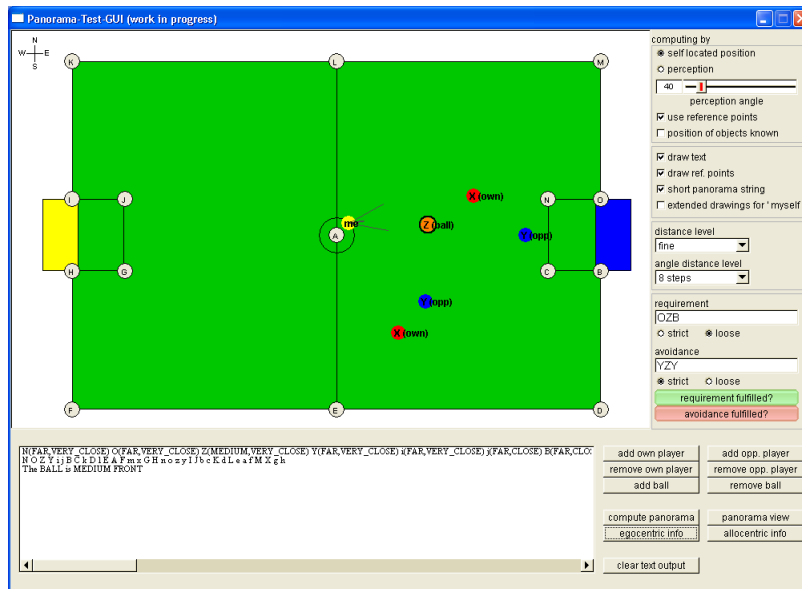 Panorama-Test-GUI (work in progress)
N
W E
S
K
L
M
computing by
self located position
perception
40
perception angle
use reference points
position of objects known
draw text
draw ref. points
short panorama string
extended drawings for 'myself
distance level
fine
angle distance level
8 steps
requirement
OZB
strict loose
avoidance
YZY
strict loose
requirement fulfilled?
avoidance fulfilled?
I
J
X (own)
N
O
me
Z (ball)
A
Y (opp)
H
G
C
B
Y (opp)
X (own)
F
E
D
N(FAR,VERY_CLOSE) O(FAR,VERY_CLOSE) Z(MEDIUM,VERY_CLOSE) Y(FAR,VERY_CLOSE) i(FAR,VERY_CLOSE) j(FAR,CLOSE) B(FAR,CLO
N O Z Y i j B C k D l E A F m x G H n o z y I J b c K d L e a f M X g h
The BALL is MEDIUM FRONT
add own player add opp. player
remove own player remove opp. player
add ball remove ball
compute panorama panorama view
egocentric info allocentric info
clear text output